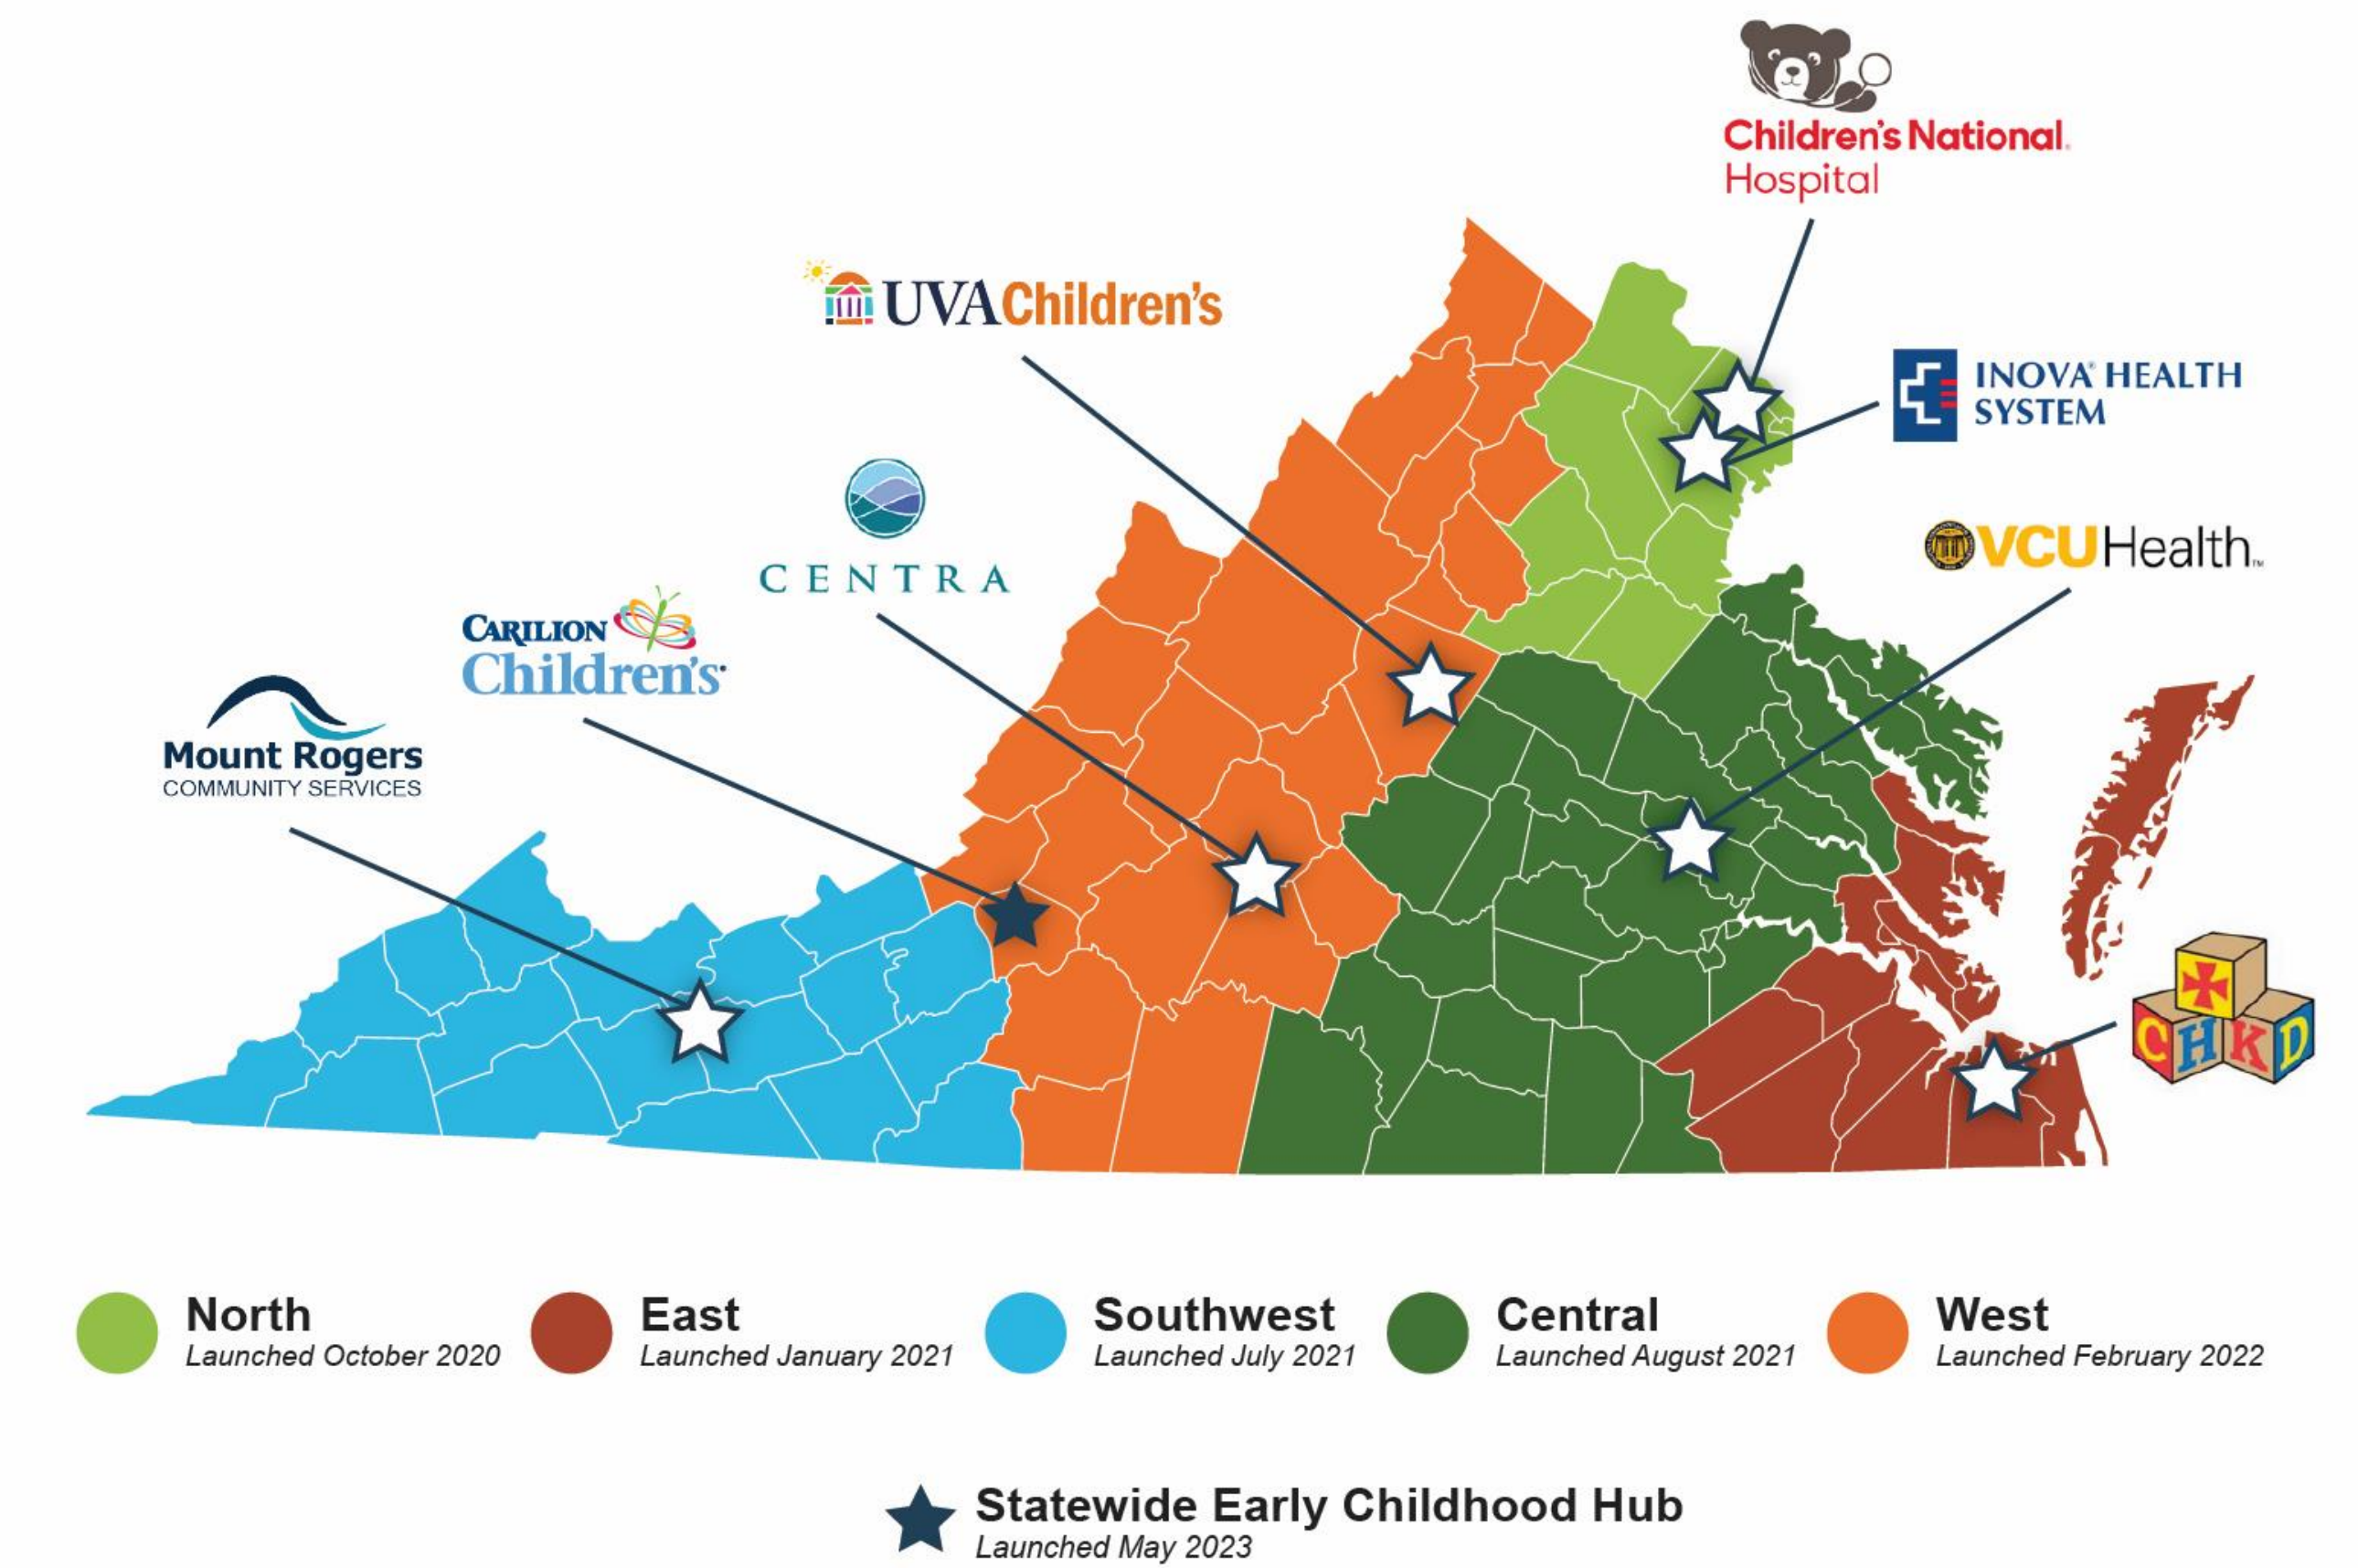 Children's National.
Hospital
UVA Children's
INOVA® HEALTH
SYSTEM
CENTRA
VCU Health™
CARILION
Children's
Mount Rogers
COMMUNITY SERVICES
CHKD
North
Launched October 2020
East
Launched January 2021
Southwest
Launched July 2021
Central
Launched August 2021
West
Launched February 2022
Statewide Early Childhood Hub
Launched May 2023